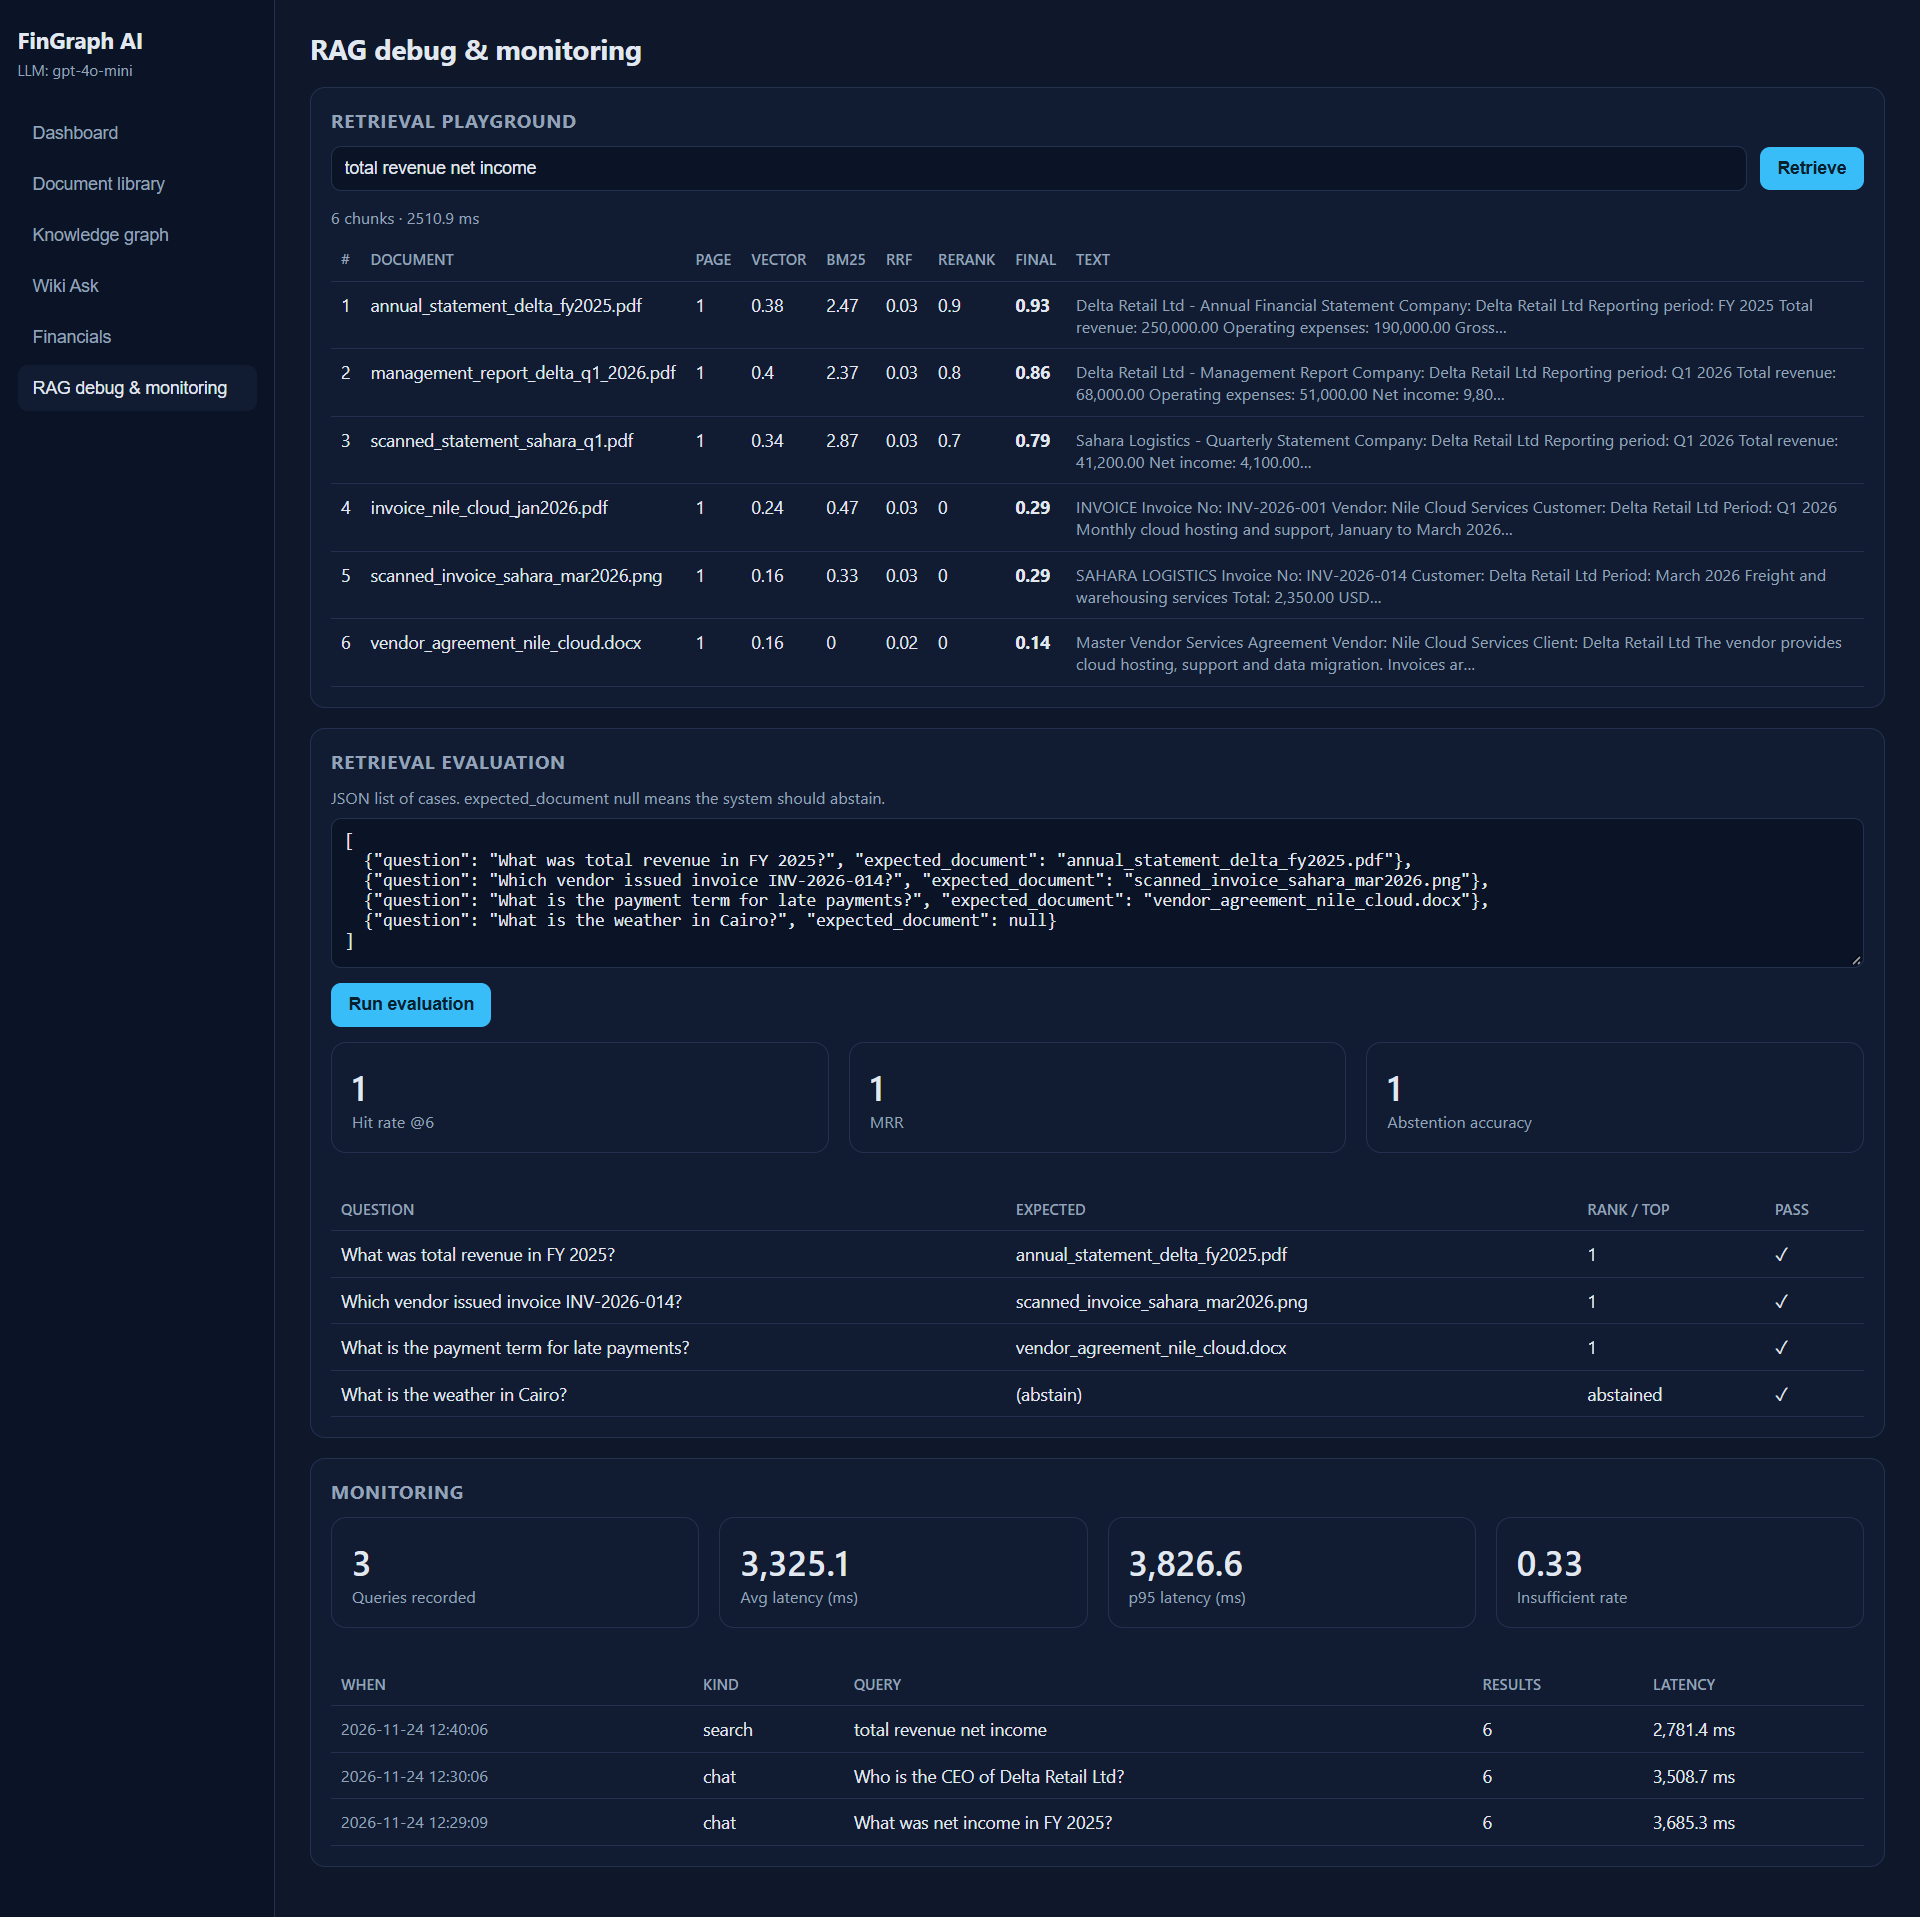 FinGraph AI
LLM: gpt-4o-mini
Dashboard
Document library
Knowledge graph
Wiki Ask
Financials
RAG debug & monitoring
RAG debug & monitoring
RETRIEVAL PLAYGROUND
total revenue net income
Retrieve
6 chunks · 2510.9 ms
# DOCUMENT PAGE VECTOR BM25 RRF RERANK FINAL TEXT
1 annual_statement_delta_fy2025.pdf 1 0.38 2.47 0.03 0.9 0.93 Delta Retail Ltd - Annual Financial Statement Company: Delta Retail Ltd Reporting period: FY 2025 Total
revenue: 250,000.00 Operating expenses: 190,000.00 Gross...
2 management_report_delta_q1_2026.pdf 1 0.4 2.37 0.03 0.8 0.86 Delta Retail Ltd - Management Report Company: Delta Retail Ltd Reporting period: Q1 2026 Total revenue:
68,000.00 Operating expenses: 51,000.00 Net income: 9,80...
3 scanned_statement_sahara_q1.pdf 1 0.34 2.87 0.03 0.7 0.79 Sahara Logistics - Quarterly Statement Company: Delta Retail Ltd Reporting period: Q1 2026 Total revenue:
41,200.00 Net income: 4,100.00...
4 invoice_nile_cloud_jan2026.pdf 1 0.24 0.47 0.03 0 0.29 INVOICE Invoice No: INV-2026-001 Vendor: Nile Cloud Services Customer: Delta Retail Ltd Period: Q1 2026
Monthly cloud hosting and support, January to March 2026...
5 scanned_invoice_sahara_mar2026.png 1 0.16 0.33 0.03 0 0.29 SAHARA LOGISTICS Invoice No: INV-2026-014 Customer: Delta Retail Ltd Period: March 2026 Freight and
warehousing services Total: 2,350.00 USD...
6 vendor_agreement_nile_cloud.docx 1 0.16 0 0.02 0 0.14 Master Vendor Services Agreement Vendor: Nile Cloud Services Client: Delta Retail Ltd The vendor provides
cloud hosting, support and data migration. Invoices ar...
RETRIEVAL EVALUATION
JSON list of cases. expected_document null means the system should abstain.
[
{"question": "What was total revenue in FY 2025?", "expected_document": "annual_statement_delta_fy2025.pdf"},
{"question": "Which vendor issued invoice INV-2026-014?", "expected_document": "scanned_invoice_sahara_mar2026.png"},
{"question": "What is the payment term for late payments?", "expected_document": "vendor_agreement_nile_cloud.docx"},
{"question": "What is the weather in Cairo?", "expected_document": null}
]
Run evaluation
1 1 1
Hit rate @6 MRR Abstention accuracy
QUESTION EXPECTED RANK / TOP PASS
What was total revenue in FY 2025? annual_statement_delta_fy2025.pdf 1 ✓
Which vendor issued invoice INV-2026-014? scanned_invoice_sahara_mar2026.png 1 ✓
What is the payment term for late payments? vendor_agreement_nile_cloud.docx 1 ✓
What is the weather in Cairo? (abstain) abstained ✓
MONITORING
3 3,325.1 3,826.6 0.33
Queries recorded Avg latency (ms) p95 latency (ms) Insufficient rate
WHEN KIND QUERY RESULTS LATENCY
2026-11-24 12:40:06 search total revenue net income 6 2,781.4 ms
2026-11-24 12:30:06 chat Who is the CEO of Delta Retail Ltd? 6 3,508.7 ms
2026-11-24 12:29:09 chat What was net income in FY 2025? 6 3,685.3 ms